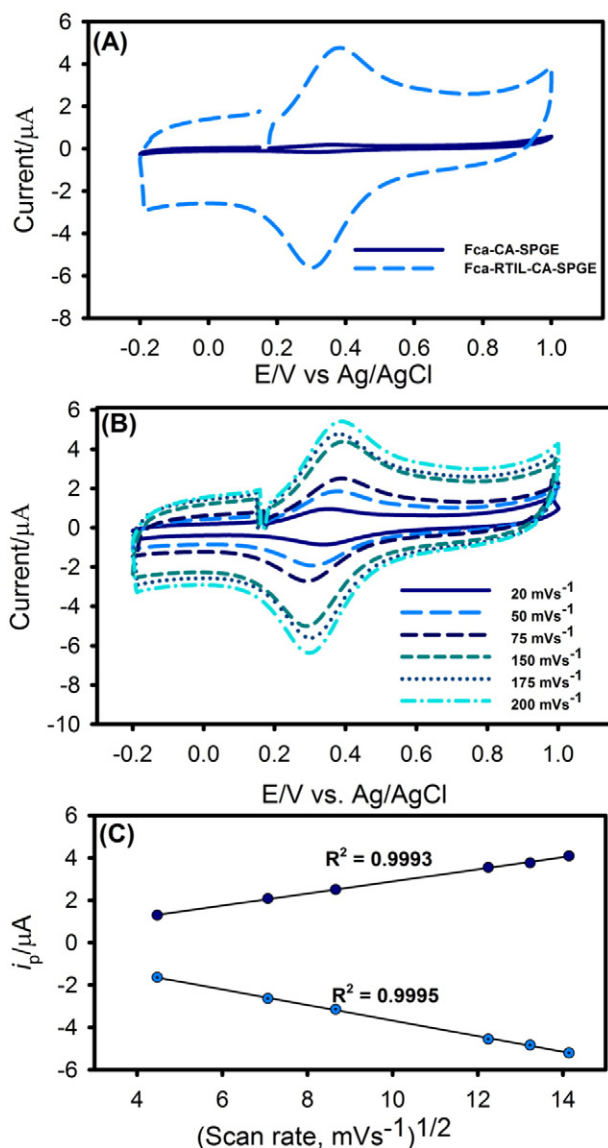 (A)
6
4
2
0
-2
-4
-6
-8
Current/μA
Fca-CA-SPGE
Fca-RTIL-CA-SPGE
-0.2 0.0 0.2 0.4 0.6 0.8 1.0
E/V vs Ag/AgCl
(B)
6
4
2
0
-2
-4
-6
-8
-10
Current/μA
20 mVs⁻¹
50 mVs⁻¹
75 mVs⁻¹
150 mVs⁻¹
175 mVs⁻¹
200 mVs⁻¹
-0.2 0.0 0.2 0.4 0.6 0.8 1.0
E/V vs. Ag/AgCl
(C)
6
4
2
0
-2
-4
-6
iₚ/μA
R² = 0.9993
R² = 0.9995
4 6 8 10 12 14
(Scan rate, mVs⁻¹)¹/²